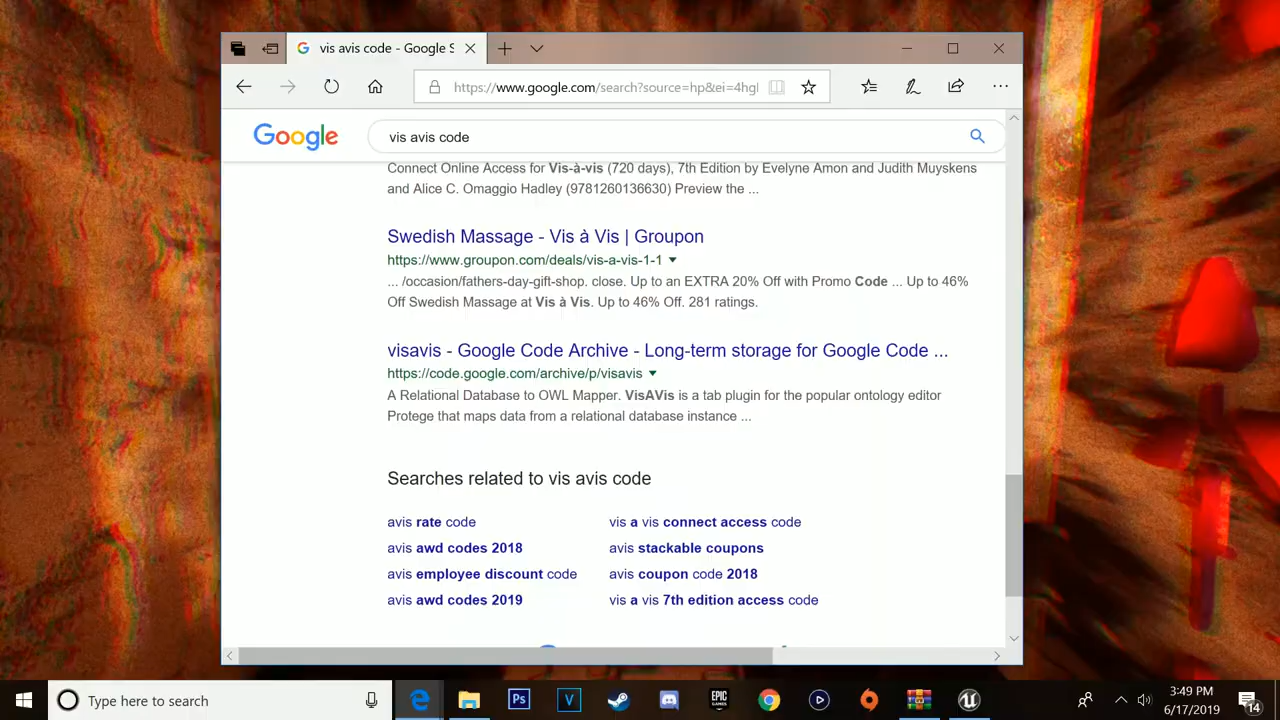 vis avis code - Google S
https://www.google.com/search?source=hp&ei=4hgl
Google
vis avis code
Connect Online Access for Vis-à-vis (720 days), 7th Edition by Evelyne Amon and Judith Muyskens
and Alice C. Omaggio Hadley (9781260136630) Preview the ...
Swedish Massage - Vis à Vis | Groupon
https://www.groupon.com/deals/vis-a-vis-1-1
... /occasion/fathers-day-gift-shop. close. Up to an EXTRA 20% Off with Promo Code ... Up to 46%
Off Swedish Massage at Vis à Vis. Up to 46% Off. 281 ratings.
visavis - Google Code Archive - Long-term storage for Google Code ...
https://code.google.com/archive/p/visavis
A Relational Database to OWL Mapper. VisAVis is a tab plugin for the popular ontology editor
Protege that maps data from a relational database instance ...
Searches related to vis avis code
avis rate code
vis a vis connect access code
avis awd codes 2018
avis stackable coupons
avis employee discount code
avis coupon code 2018
avis awd codes 2019
vis a vis 7th edition access code
Type here to search
Ps
V
EPIC
GAMES
3:49 PM
6/17/2019
14